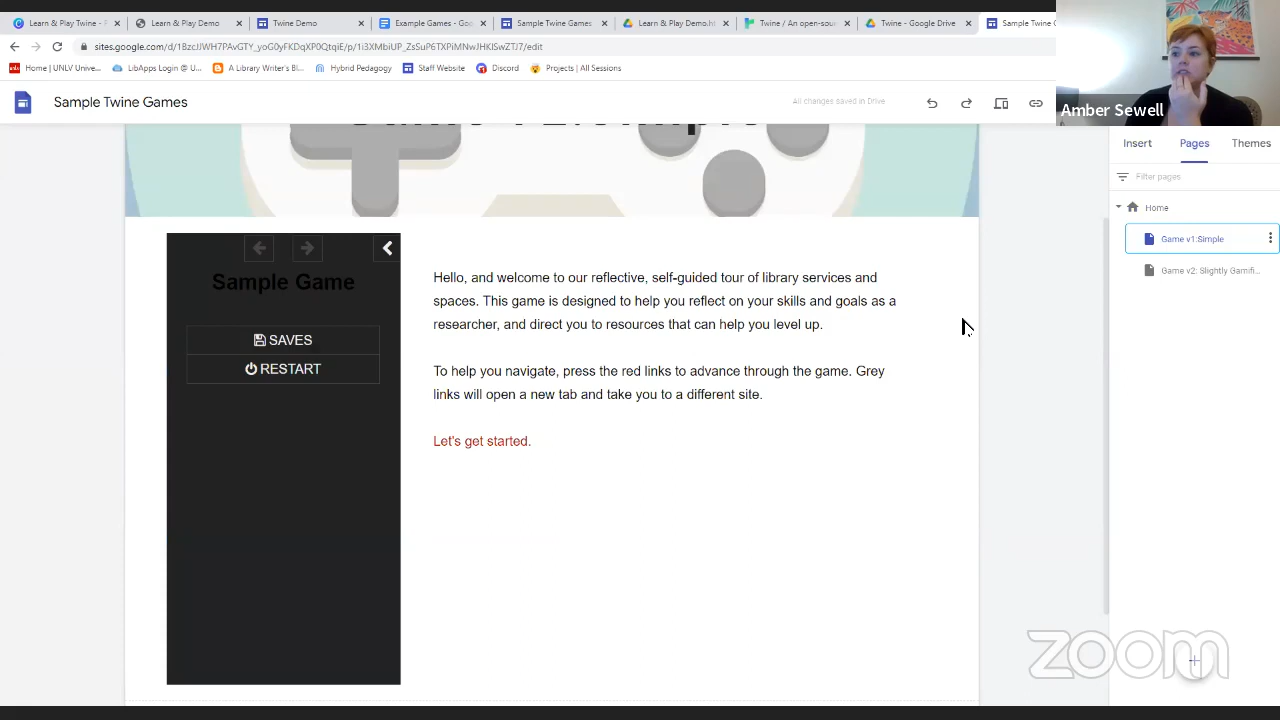 Learn & Play Twine - P
Learn & Play Demo
Twine Demo
Example Games - Goo
Sample Twine Games
Learn & Play Demo.ht
Twine / An open-sour
Twine - Google Drive
Sample Twine G
sites.google.com/d/1BzcJJWH7PAvGTY_yoG0yFKDqXP0QtqiE/p/1i3XMbiUP_ZsSuP6TXPiMNwJHKlSwZTJ7/edit
Home | UNLV Unive...
LibApps Login @ U...
A Library Writer's Bl...
Hybrid Pedagogy
Staff Website
Discord
Projects | All Sessions
Amber Sewell
Sample Twine Games
All changes saved in Drive
Insert
Pages
Themes
Filter pages
Home
Game v1:Simple
Game v2: Slightly Gamifi...
Sample Game
SAVES
RESTART
Hello, and welcome to our reflective, self-guided tour of library services and
spaces. This game is designed to help you reflect on your skills and goals as a
researcher, and direct you to resources that can help you level up.
To help you navigate, press the red links to advance through the game. Grey
links will open a new tab and take you to a different site.
Let's get started.
zoom